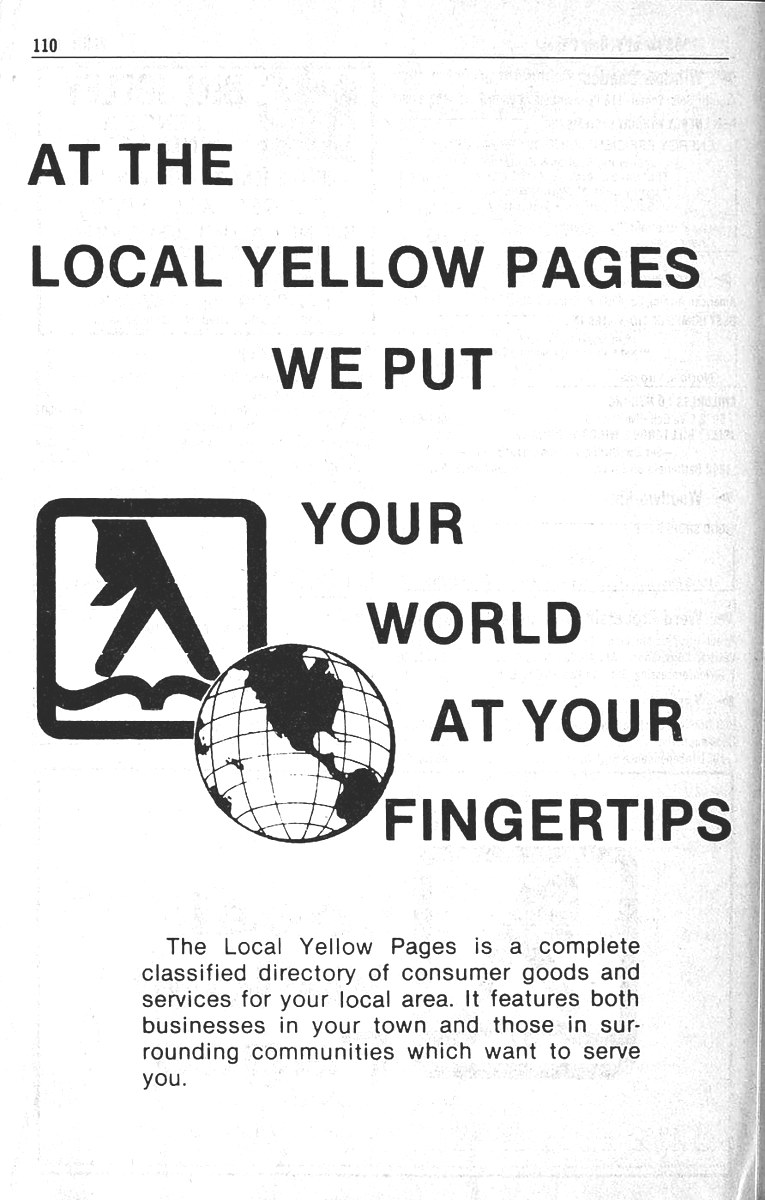 110
AT THE
LOCAL YELLOW PAGES
WE PUT
YOUR
WORLD
AT YOUR
FINGERTIPS
The Local Yellow Pages is a complete
classified directory of consumer goods and
services for your local area. It features both
businesses in your town and those in sur-
rounding communities which want to serve
you.